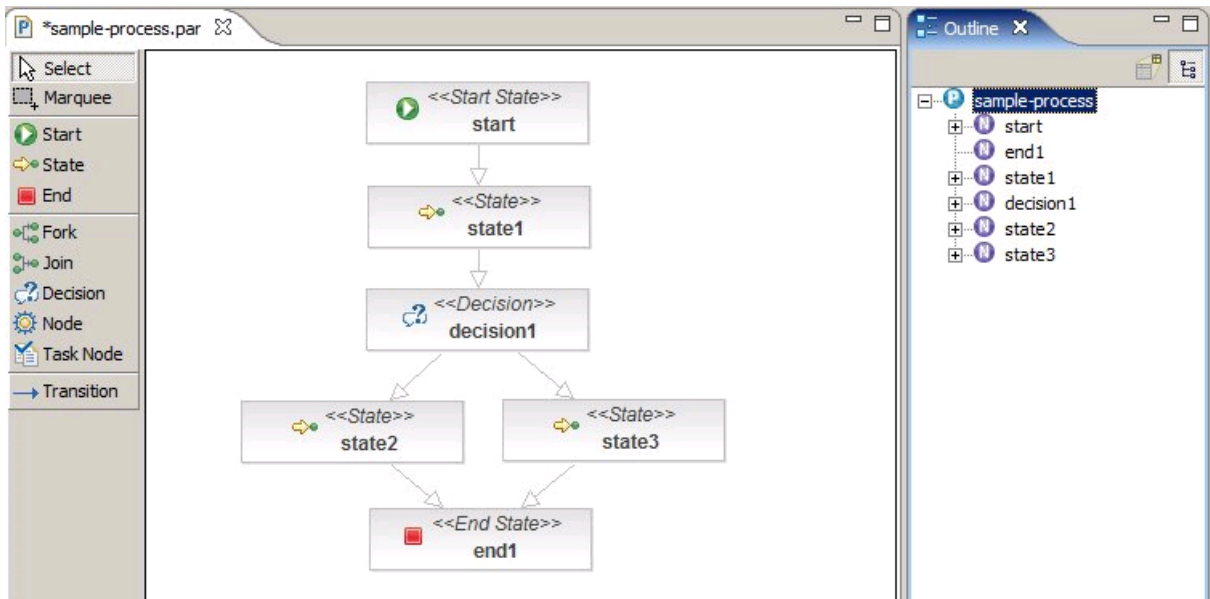 *sample-process.par
Select
Marquee
Start
State
End
Fork
Join
Decision
Node
Task Node
Transition
<<Start State>>
start
<<State>>
state1
<<Decision>>
decision1
<<State>>
state2
<<State>>
state3
<<End State>>
end1
Outline
sample-process
start
end1
state1
decision1
state2
state3